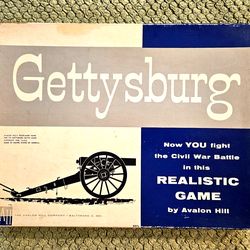 Gettysburg
Now YOU fight
the Civil War Battle
in this
REALISTIC
GAME
by Avalon Hill
THE AVALON HILL COMPANY • BALTIMORE 2, MD.